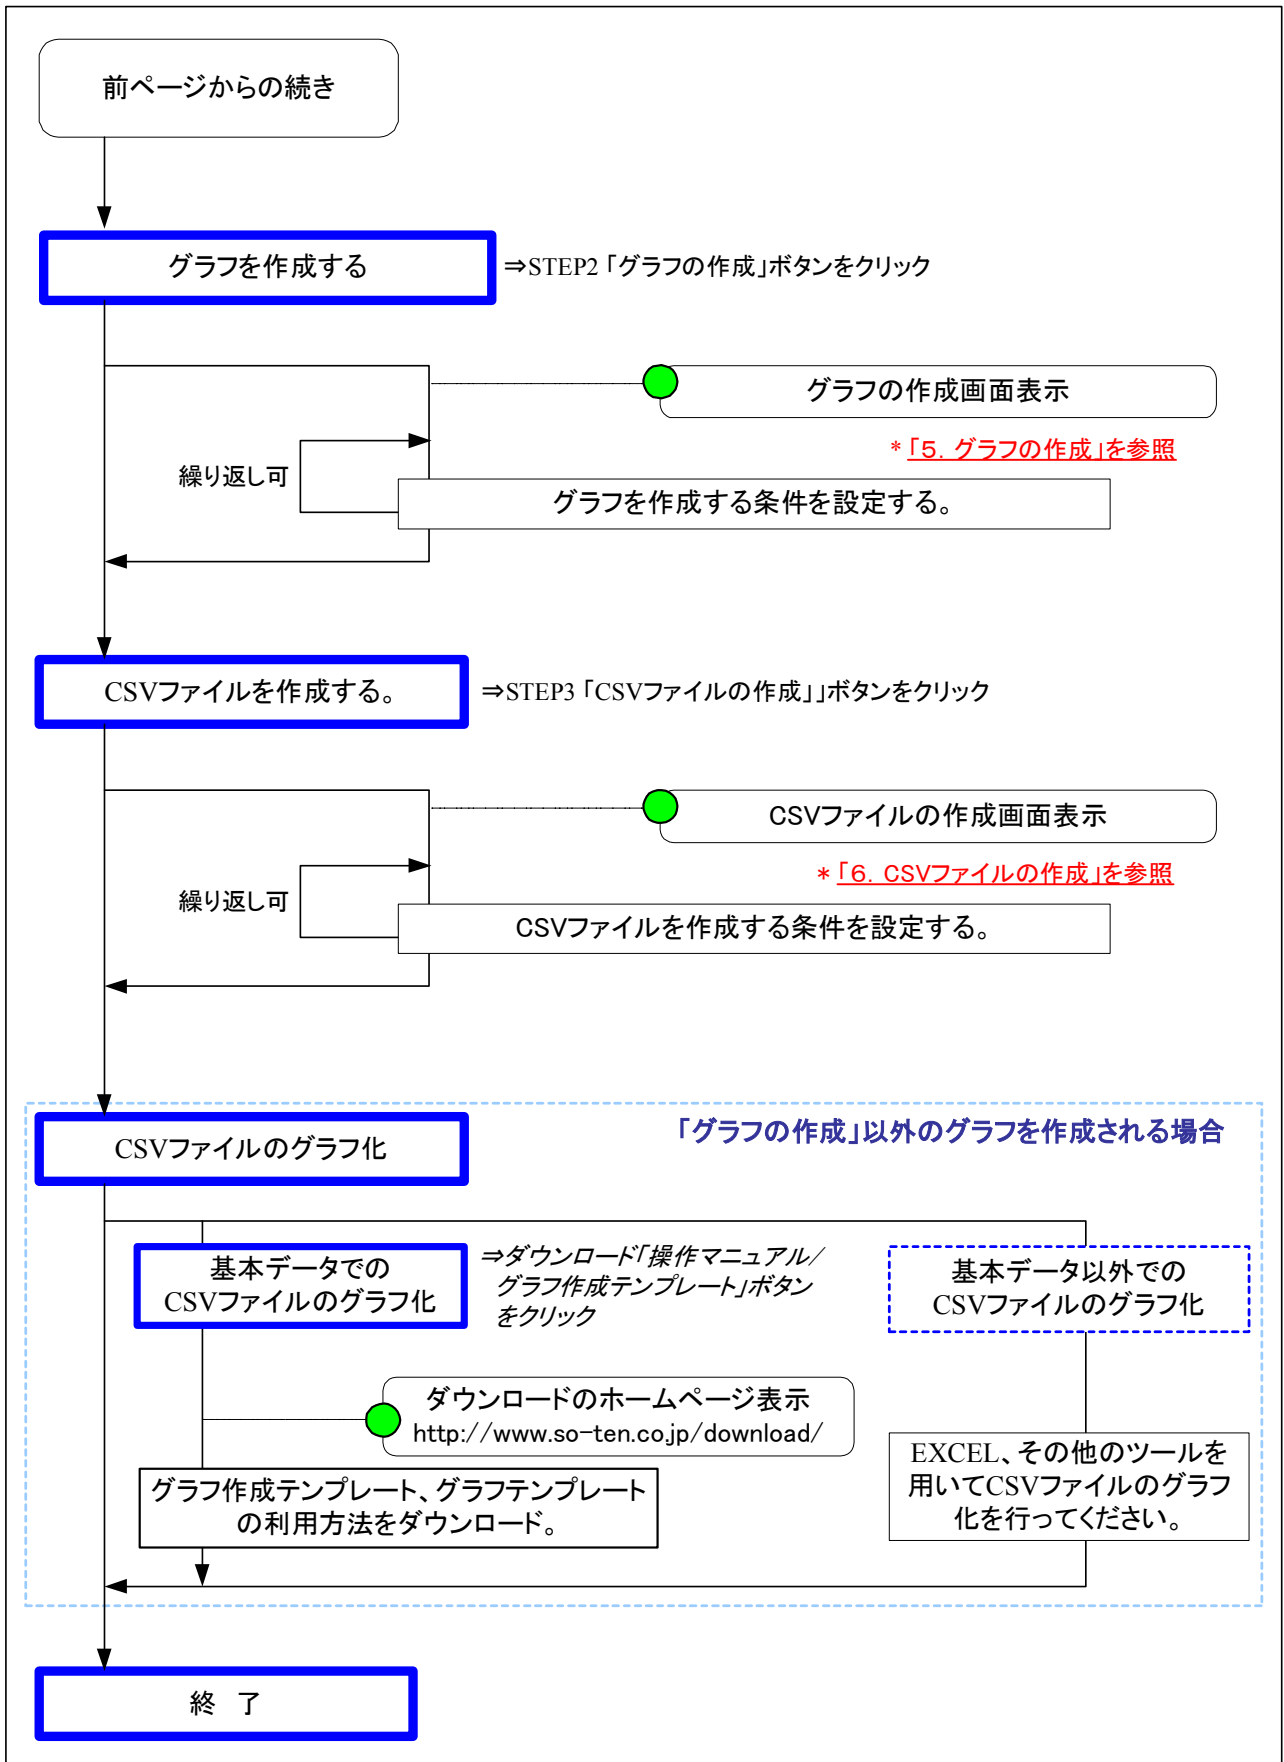 前ページからの続き
グラフを作成する
⇒STEP2「グラフの作成」ボタンをクリック
グラフの作成画面表示
*「5．グラフの作成」を参照
繰り返し可
グラフを作成する条件を設定する。
CSVファイルを作成する。
⇒STEP3「CSVファイルの作成」」ボタンをクリック
CSVファイルの作成画面表示
*「6．CSVファイルの作成」を参照
繰り返し可
CSVファイルを作成する条件を設定する。
「グラフの作成」以外のグラフを作成される場合
CSVファイルのグラフ化
基本データでの
CSVファイルのグラフ化
⇒ダウンロード「操作マニュアル/
グラフ作成テンプレート」ボタン
をクリック
基本データ以外での
CSVファイルのグラフ化
ダウンロードのホームページ表示
http://www.so-ten.co.jp/download/
グラフ作成テンプレート、グラフテンプレート
の利用方法をダウンロード。
EXCEL、その他のツールを
用いてCSVファイルのグラフ
化を行ってください。
終　了